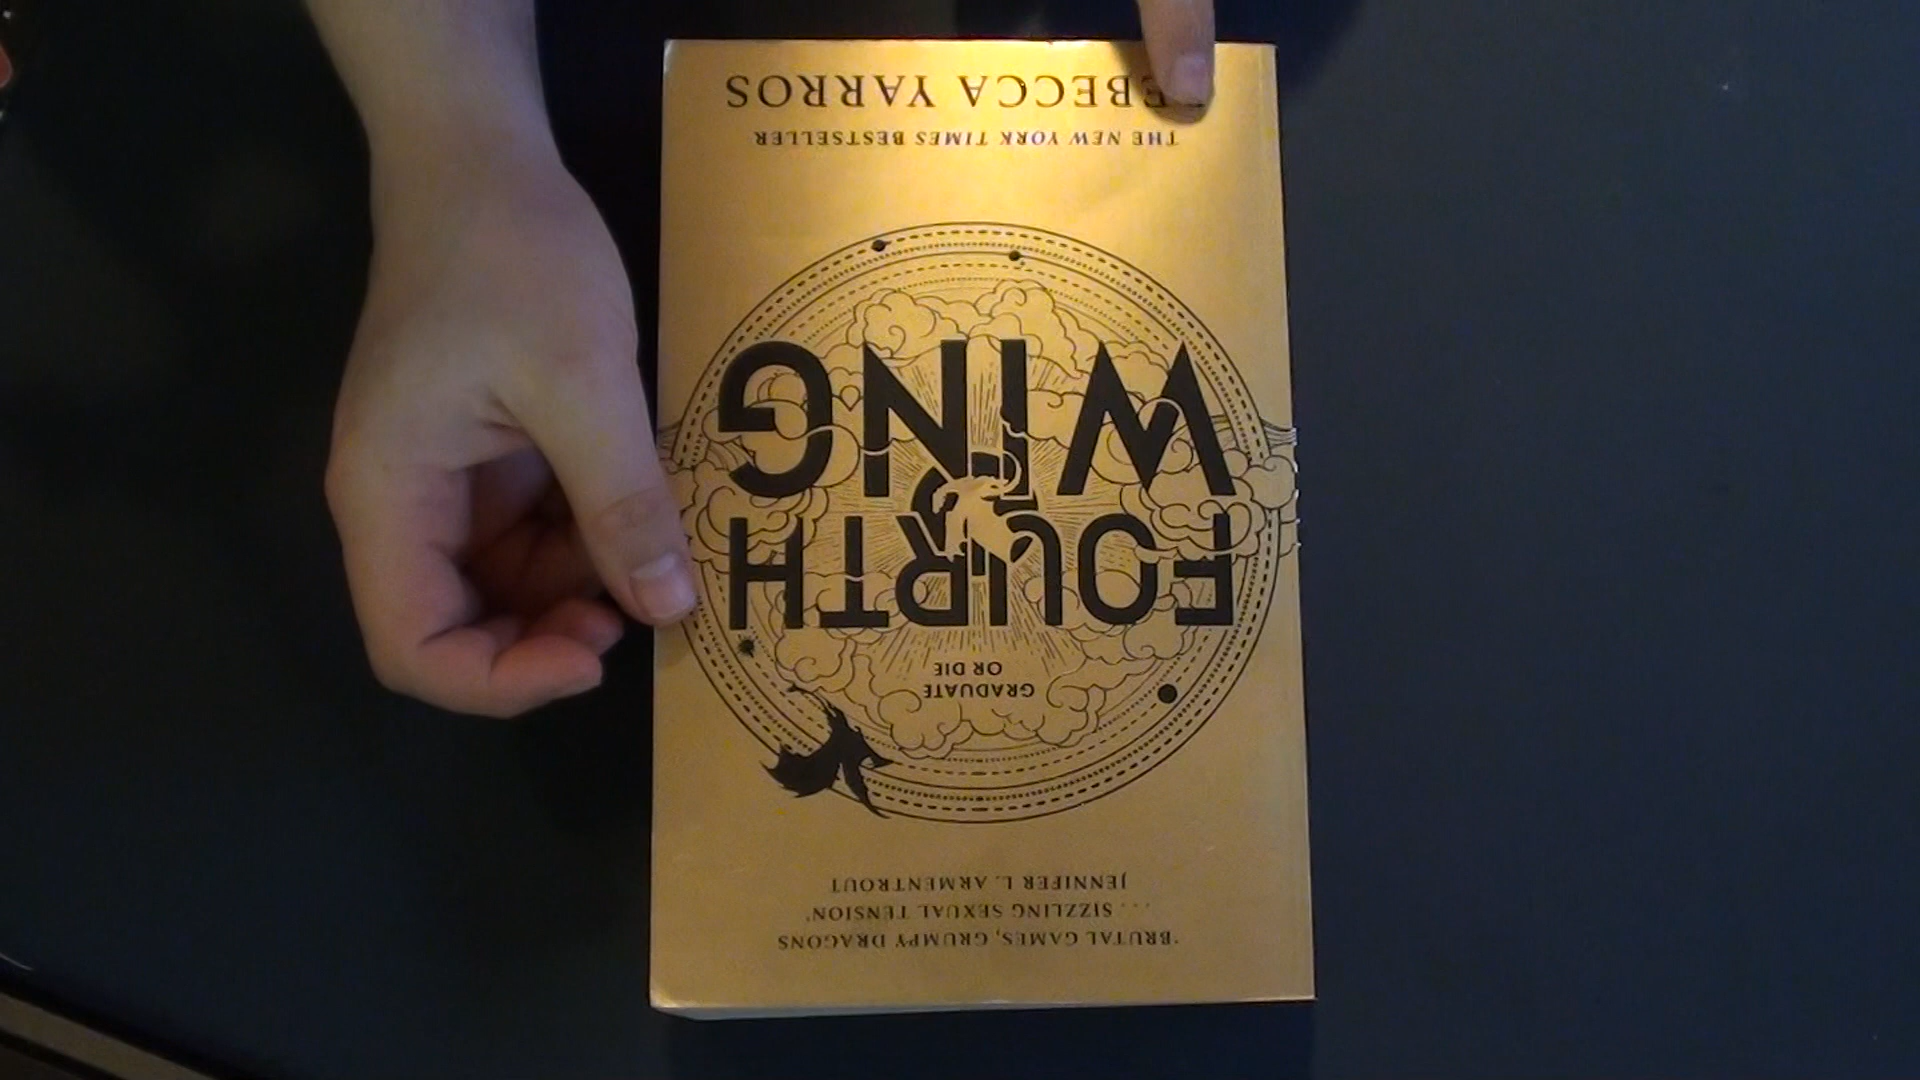 'BRUTAL GAMES, GRUMPY DRAGONS
. . . SIZZLING SEXUAL TENSION'
JENNIFER L. ARMENTROUT
GRADUATE
OR DIE
FOURTH
WING
THE NEW YORK TIMES BESTSELLER
EBECCA YARROS